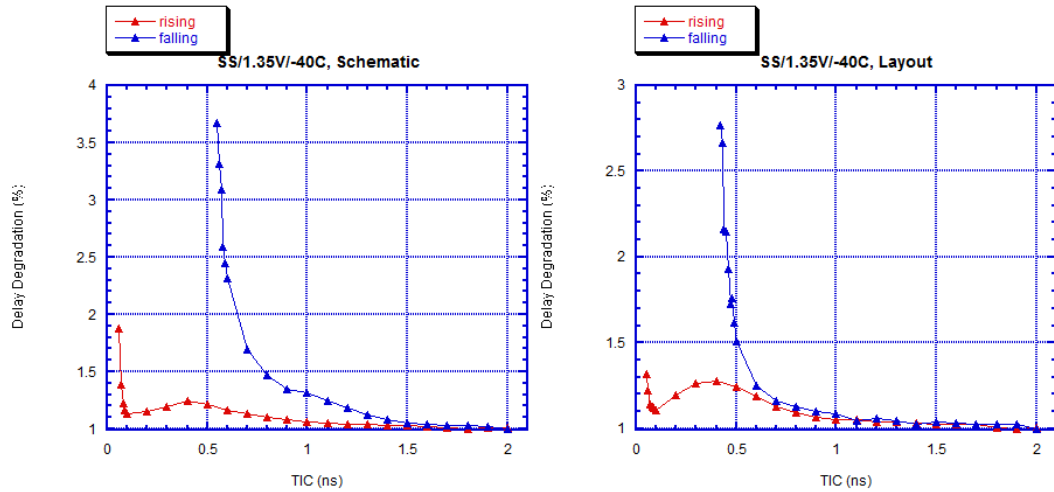 rising
falling
SS/1.35V/-40C, Schematic
4
3.5
3
2.5
2
1.5
1
0
0.5
1
1.5
2
Delay Degradation (%)
TIC (ns)
rising
falling
SS/1.35V/-40C, Layout
3
2.5
2
1.5
1
0
0.5
1
1.5
2
Delay Degradation (%)
TIC (ns)